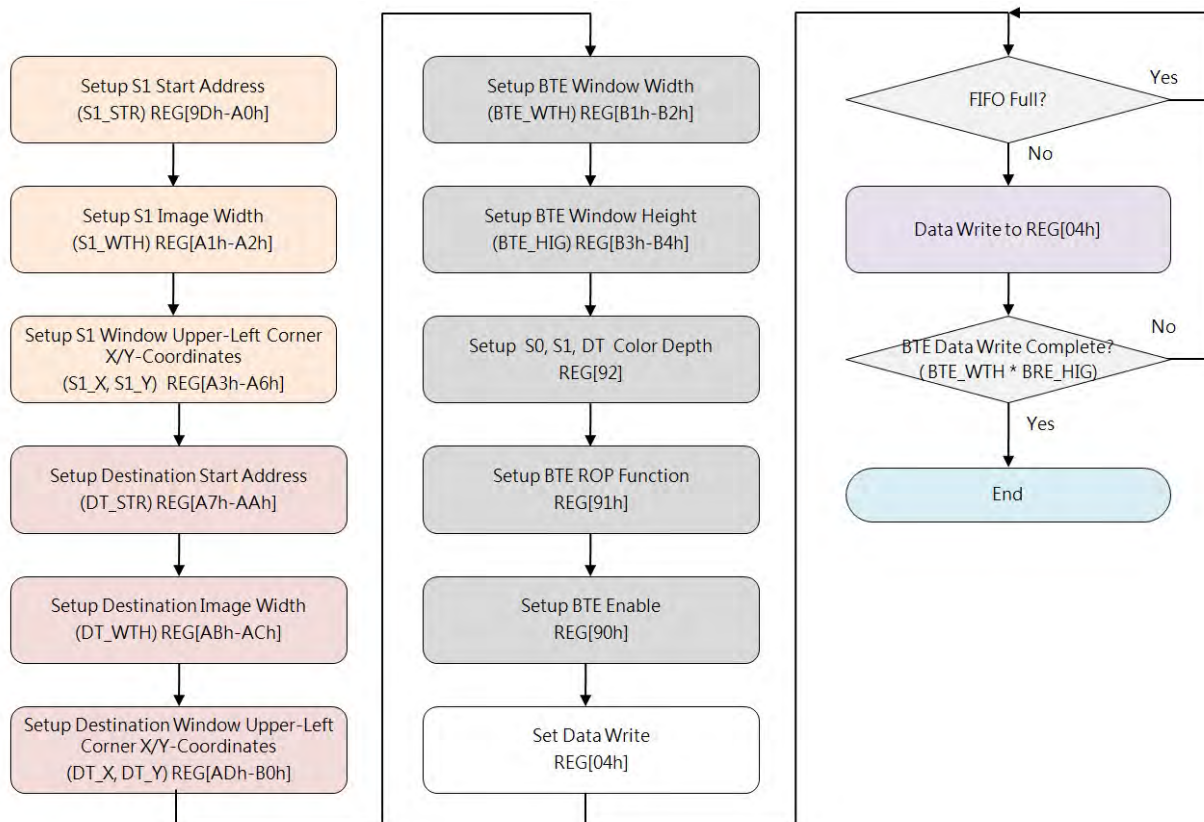 Setup S1 Start Address
(S1_STR) REG[9Dh-A0h]
Setup S1 Image Width
(S1_WTH) REG[A1h-A2h]
Setup S1 Window Upper-Left Corner
X/Y-Coordinates
(S1_X, S1_Y) REG[A3h-A6h]
Setup Destination Start Address
(DT_STR) REG[A7h-AAh]
Setup Destination Image Width
(DT_WTH) REG[ABh-ACh]
Setup Destination Window Upper-Left
Corner X/Y-Coordinates
(DT_X, DT_Y) REG[ADh-B0h]
Setup BTE Window Width
(BTE_WTH) REG[B1h-B2h]
Setup BTE Window Height
(BTE_HIG) REG[B3h-B4h]
Setup S0, S1, DT Color Depth
REG[92]
Setup BTE ROP Function
REG[91h]
Setup BTE Enable
REG[90h]
Set Data Write
REG[04h]
FIFO Full?
Yes
No
Data Write to REG[04h]
BTE Data Write Complete?
(BTE_WTH * BRE_HIG)
No
Yes
End